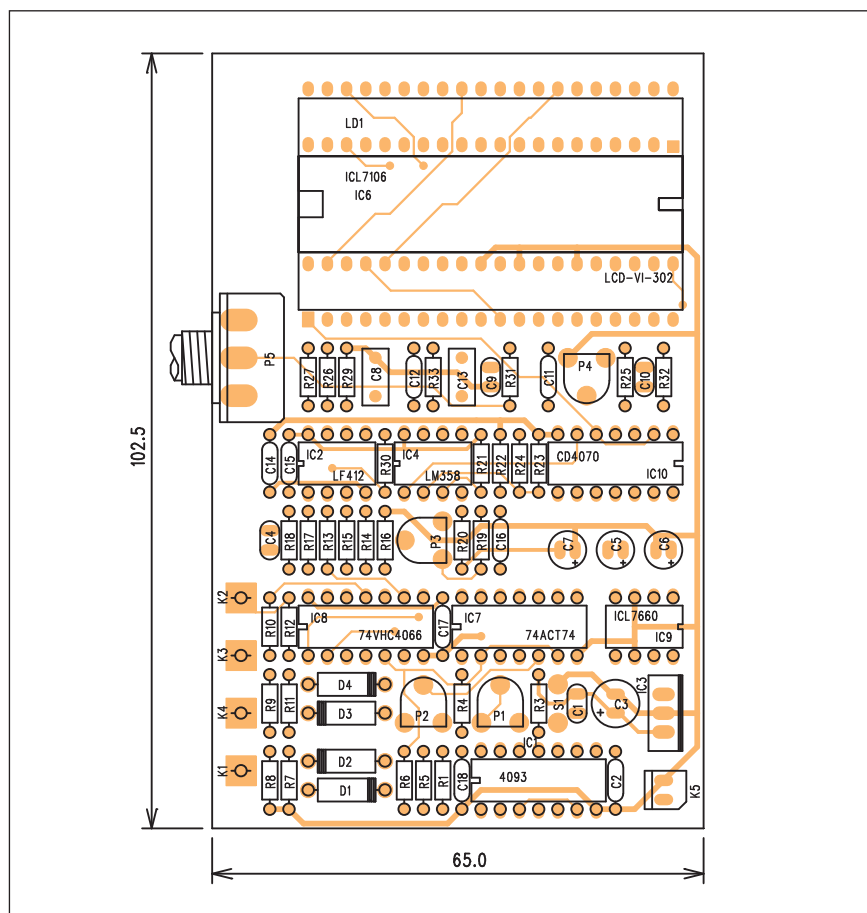 LD1
ICL7106
IC6
LCD-VI-302
P5
R27
R26
R29
C8
C12
R33
C13
C9
R31
C11
P4
R25
C10
R32
102.5
C14
C15
IC2
LF412
R30
IC4
LM358
R21
R22
R24
R23
CD4070
IC10
C4
R18
R17
R13
R15
R14
R16
P3
R20
R19
C16
C7
+
C5
+
C6
+
K2
R10
R12
IC8
74VHC4066
C17
IC7
74ACT74
ICL7660
IC9
K3
K4
R9
R11
D4
D3
P2
R4
P1
R3
S1
C1
+
C3
IC3
IC1
K1
R8
R7
D2
D1
R6
R5
R1
C18
4093
C2
K5
65.0